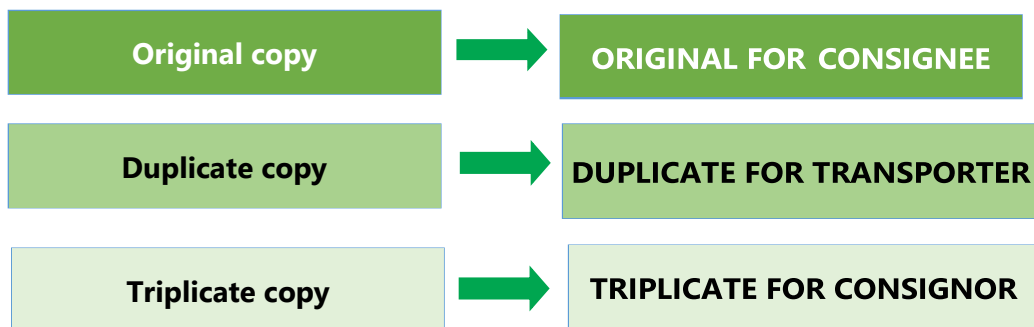 Original copy
ORIGINAL FOR CONSIGNEE
Duplicate copy
DUPLICATE FOR TRANSPORTER
Triplicate copy
TRIPLICATE FOR CONSIGNOR